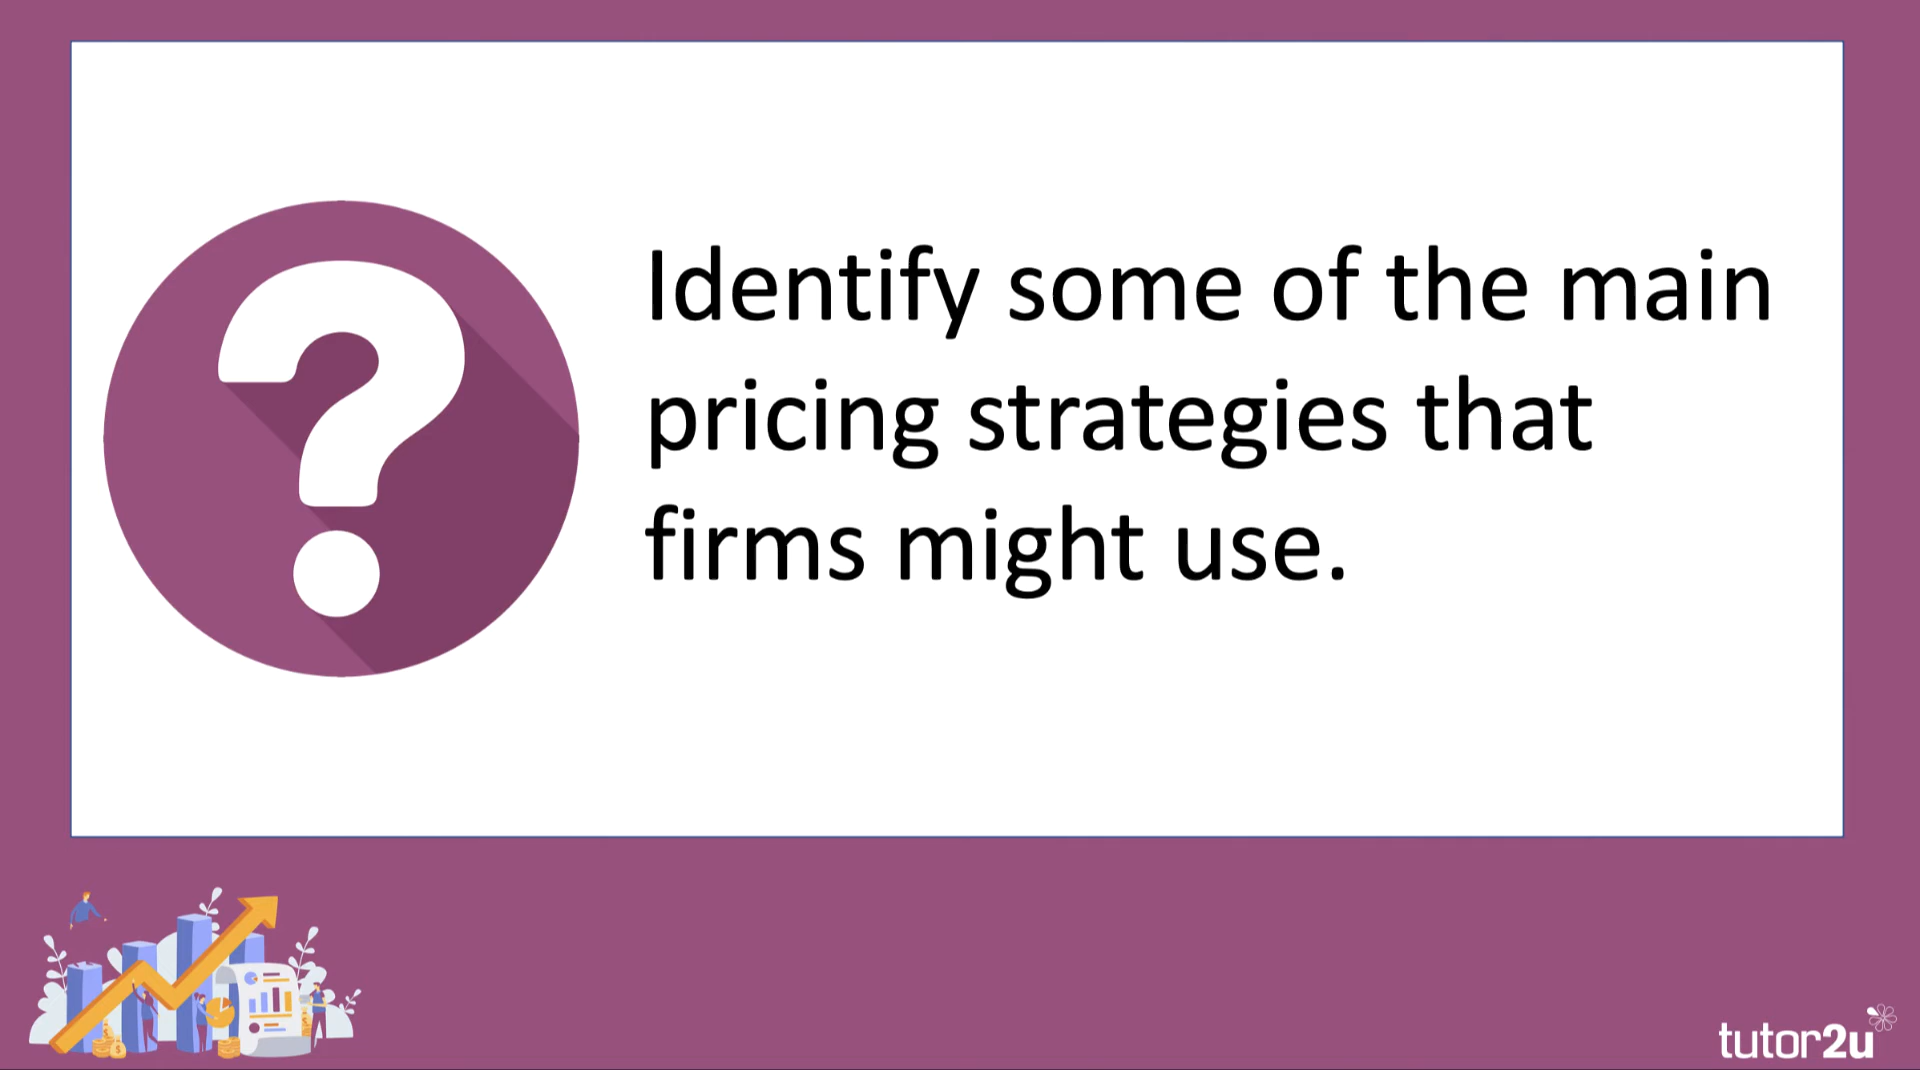 Identify some of the main
pricing strategies that
firms might use.
tutor2u